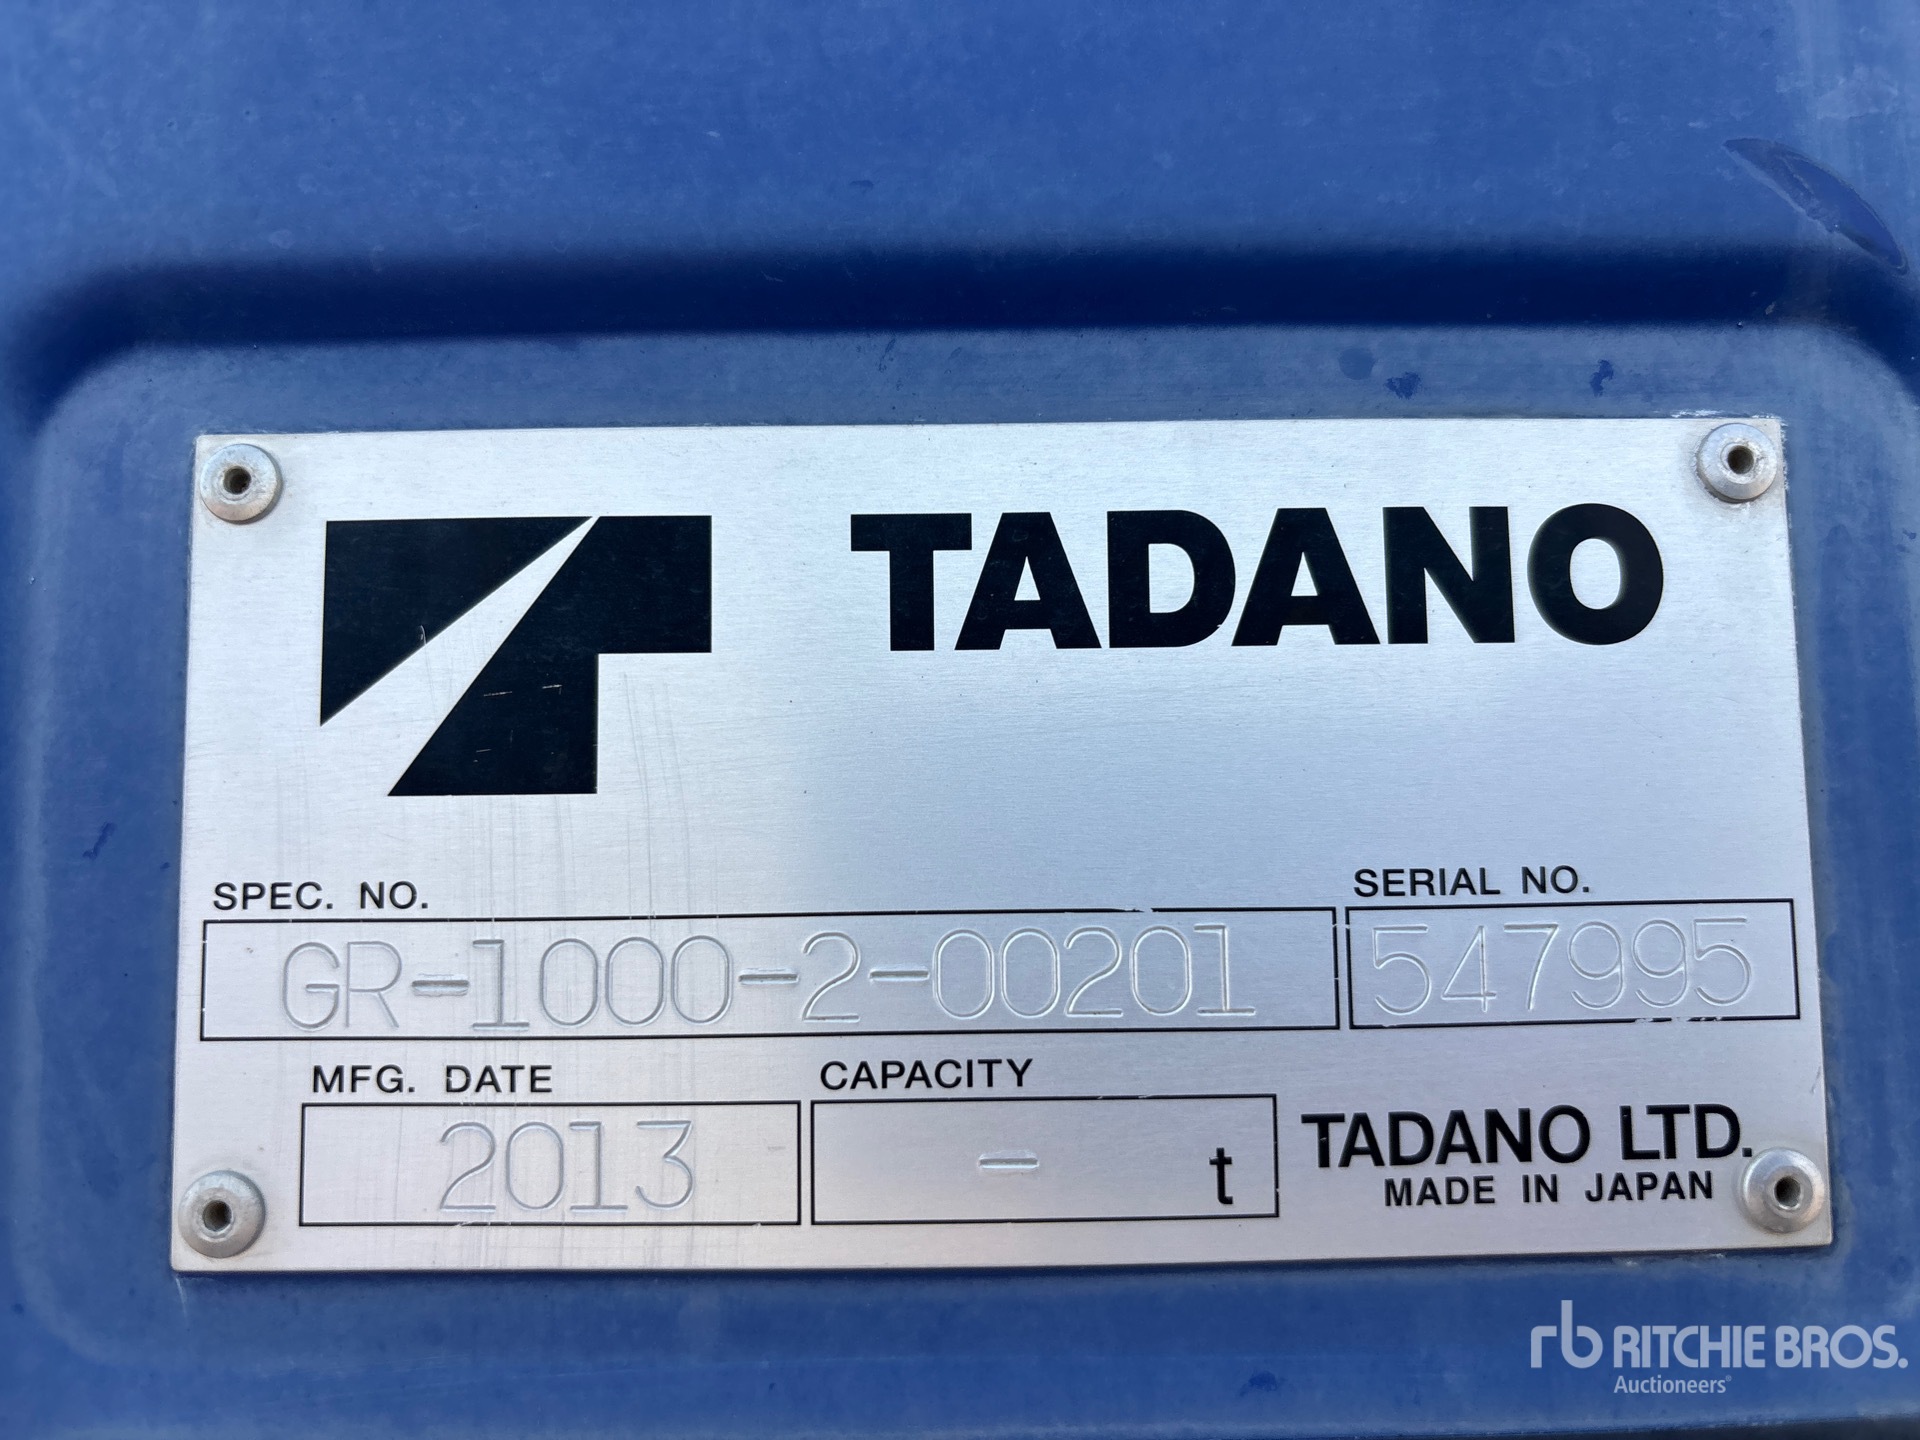 TADANO
SPEC. NO.
SERIAL NO.
GR-1000-2-00201
547995
MFG. DATE
CAPACITY
2013
- t
TADANO LTD.
MADE IN JAPAN
rb RITCHIE BROS.
Auctioneers®